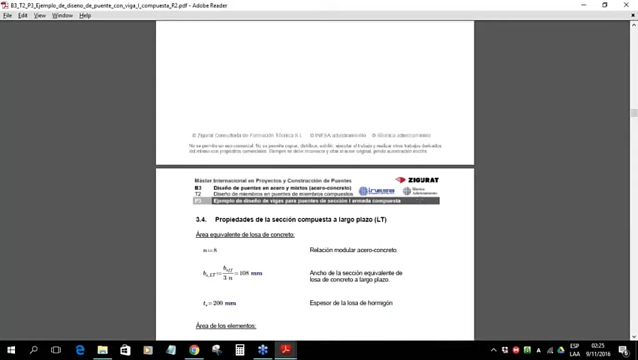 B3_T2_P3_Ejemplo_de_diseno_de_puente_con_viga_I_compuesta_R2.pdf - Adobe Reader
File Edit View Window Help
© Zigurat Consultoría de Formación Técnica S.L. © INESA adiestramiento
Máster Internacional en Proyectos y Construcción de Puentes
ZIGURAT
B3 Diseño de puentes en acero y mixtos (acero-concreto)
T2 Diseño de miembros en puentes de miembros compuestos
P3 Ejemplo de diseño de vigas para puentes de sección I armada compuesta
3.4. Propiedades de la sección compuesta a largo plazo (LT)
Área equivalente de losa de concreto:
n = 8 Relación modular acero-concreto.
b_s_LT = b_eff / 3 n = 108 mm Ancho de la sección equivalente de
losa de concreto a largo plazo.
t_s = 200 mm Espesor de la losa de hormigón
Área de los elementos:
ESP 02:25
LAA 9/11/2016